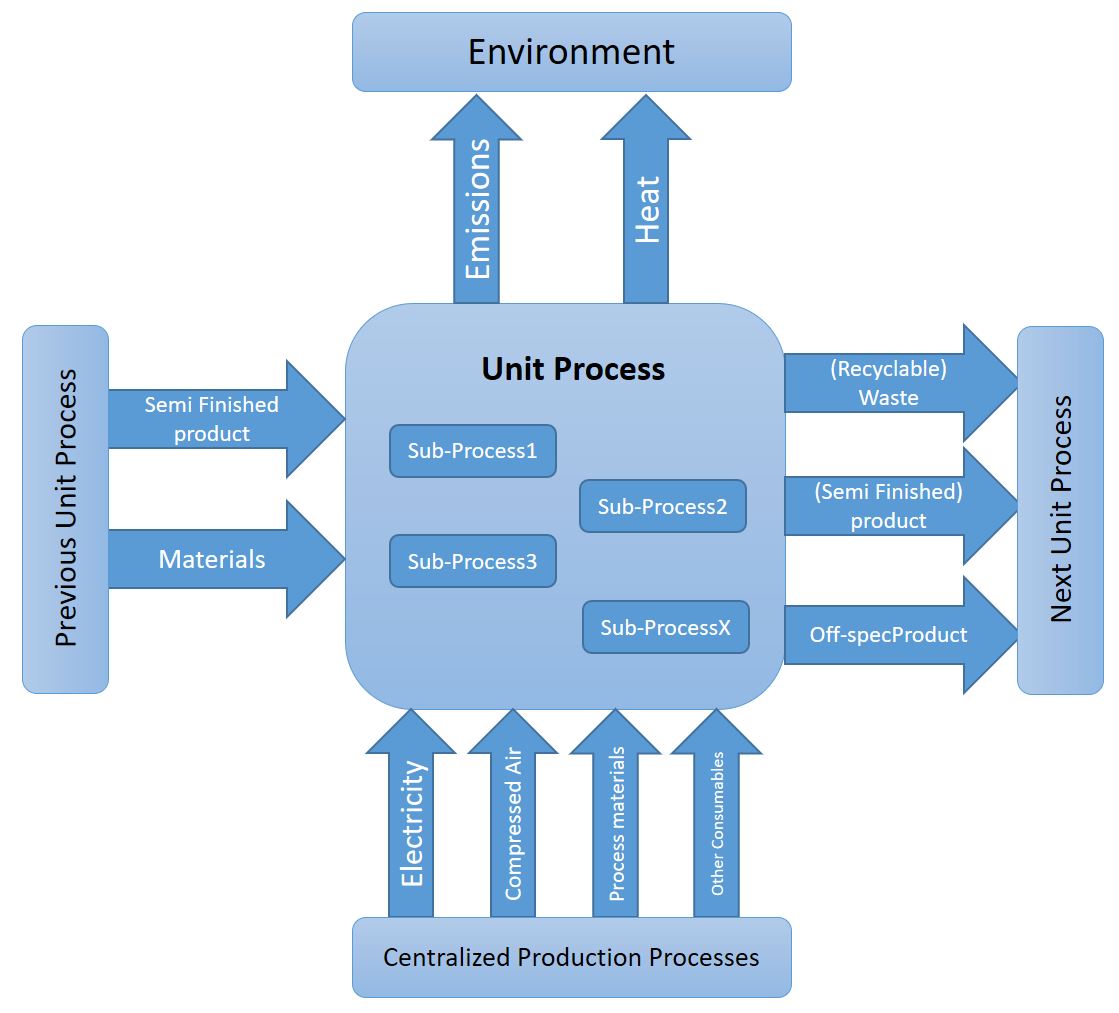 Environment
Emissions
Heat
Previous Unit Process
Semi Finished
product
Materials
Unit Process
Sub-Process1
Sub-Process2
Sub-Process3
Sub-ProcessX
(Recyclable)
Waste
(Semi Finished)
product
Off-specProduct
Next Unit Process
Electricity
Compressed Air
Process materials
Other Consumables
Centralized Production Processes